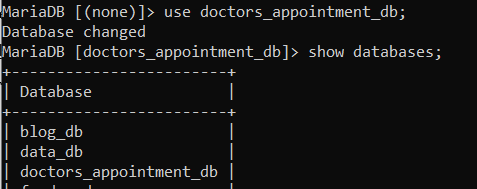 MariaDB [(none)]> use doctors_appointment_db;
Database changed
MariaDB [doctors_appointment_db]> show databases;
+------------------------+
| Database               |
+------------------------+
| blog_db                |
| data_db                |
| doctors_appointment_db |